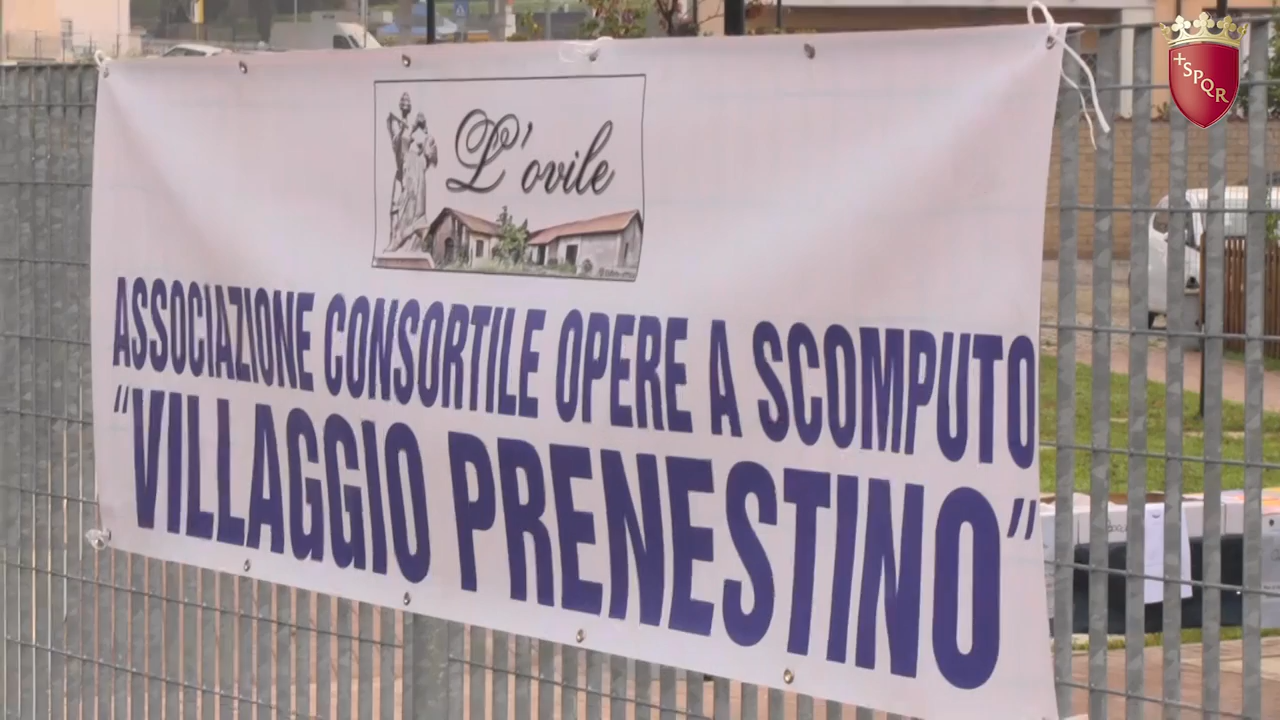 L'ovile
ASSOCIAZIONE CONSORTILE OPERE A SCOMPUTO
“VILLAGGIO PRENESTINO”
SPQR